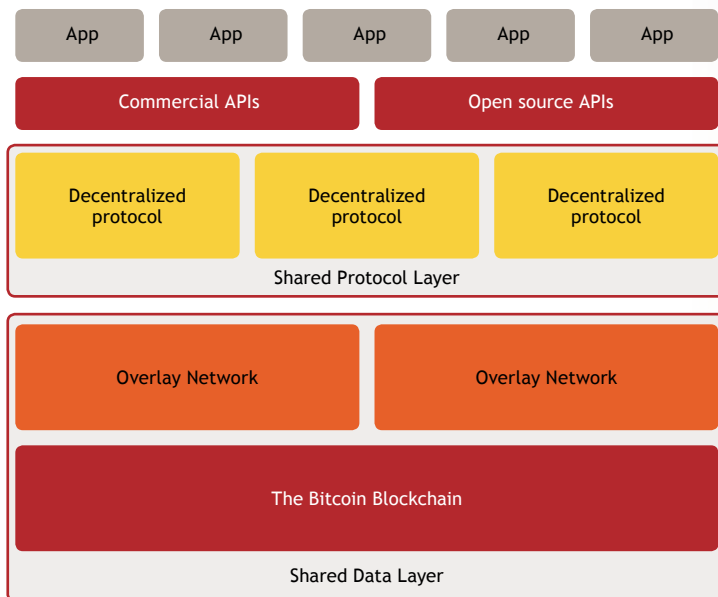 App App App App App
Commercial APIs Open source APIs
Decentralized Decentralized Decentralized
protocol protocol protocol
Shared Protocol Layer
Overlay Network Overlay Network
The Bitcoin Blockchain
Shared Data Layer